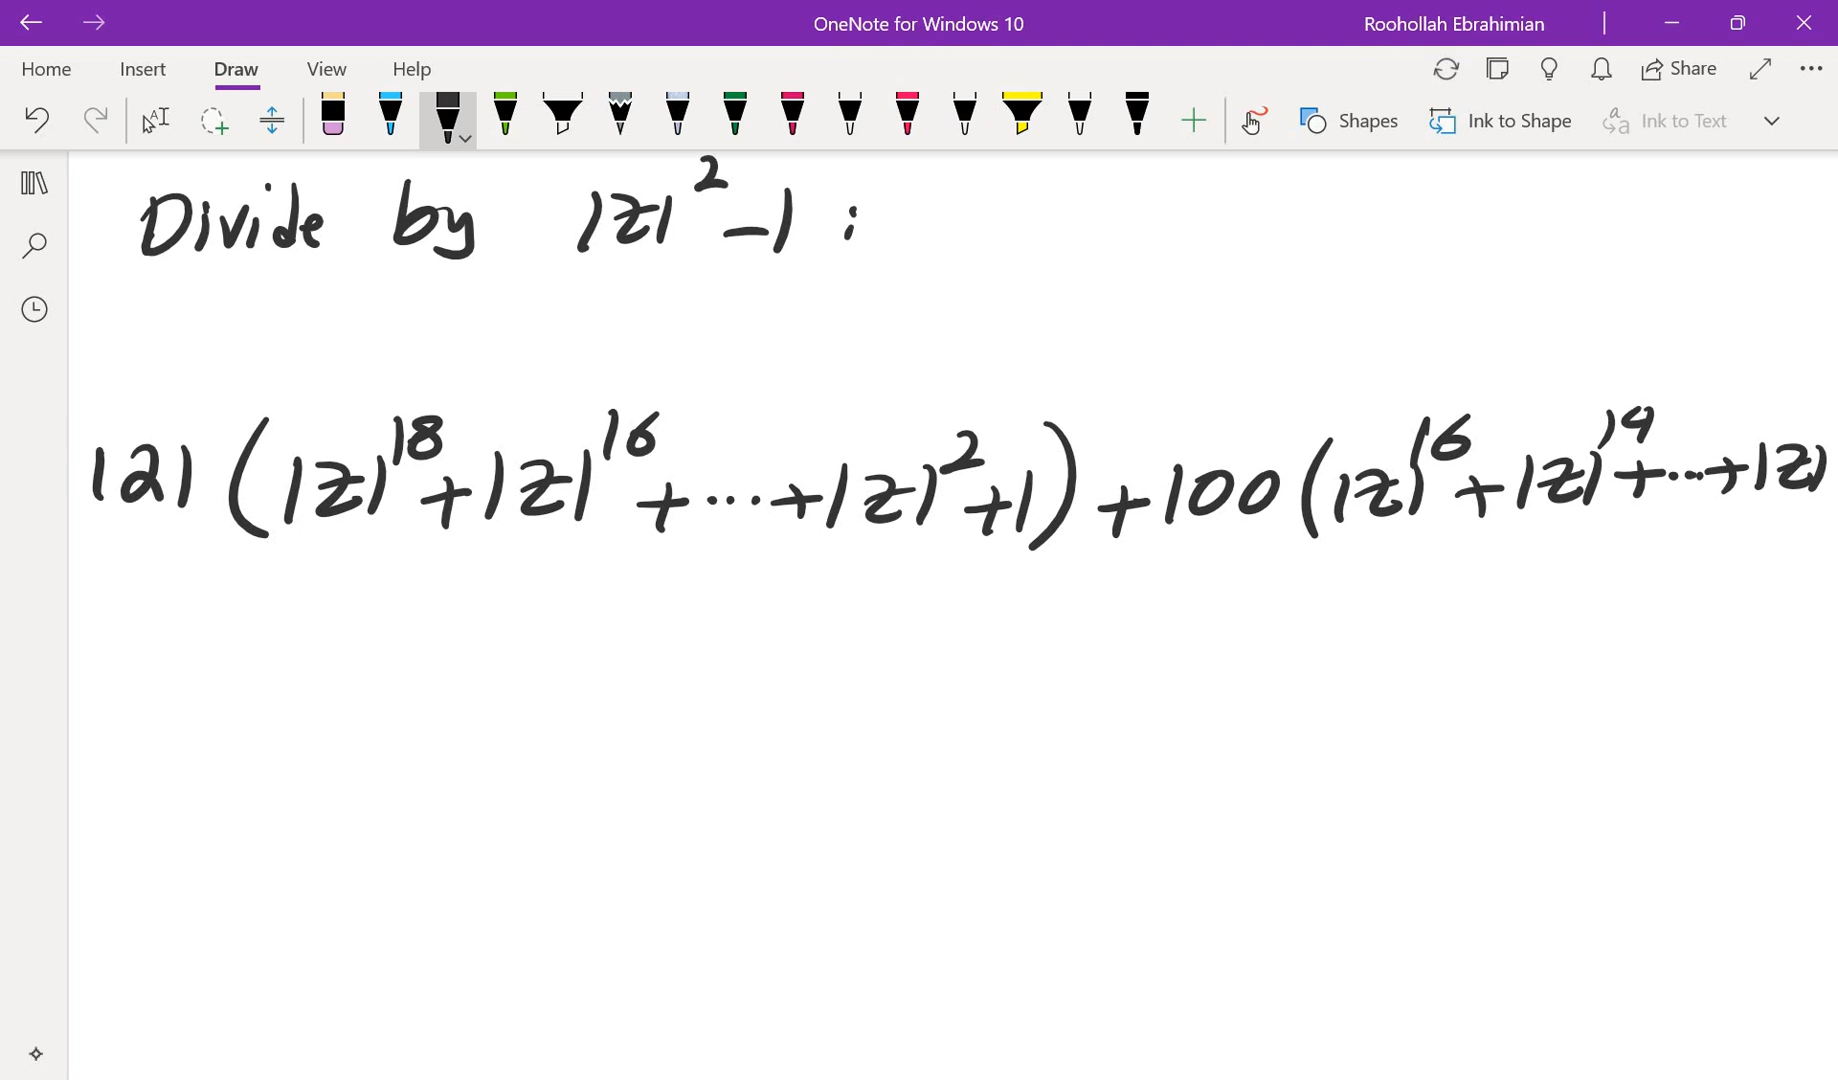 OneNote for Windows 10 Roohollah Ebrahimian
Home Insert Draw View Help Share
Shapes Ink to Shape Ink to Text
Divide by |z|² - 1 :
121 (|z|¹⁸ + |z|¹⁶ + ... + |z|² + 1) + 100 (|z|¹⁶ + |z|¹⁴ + ... + |z|